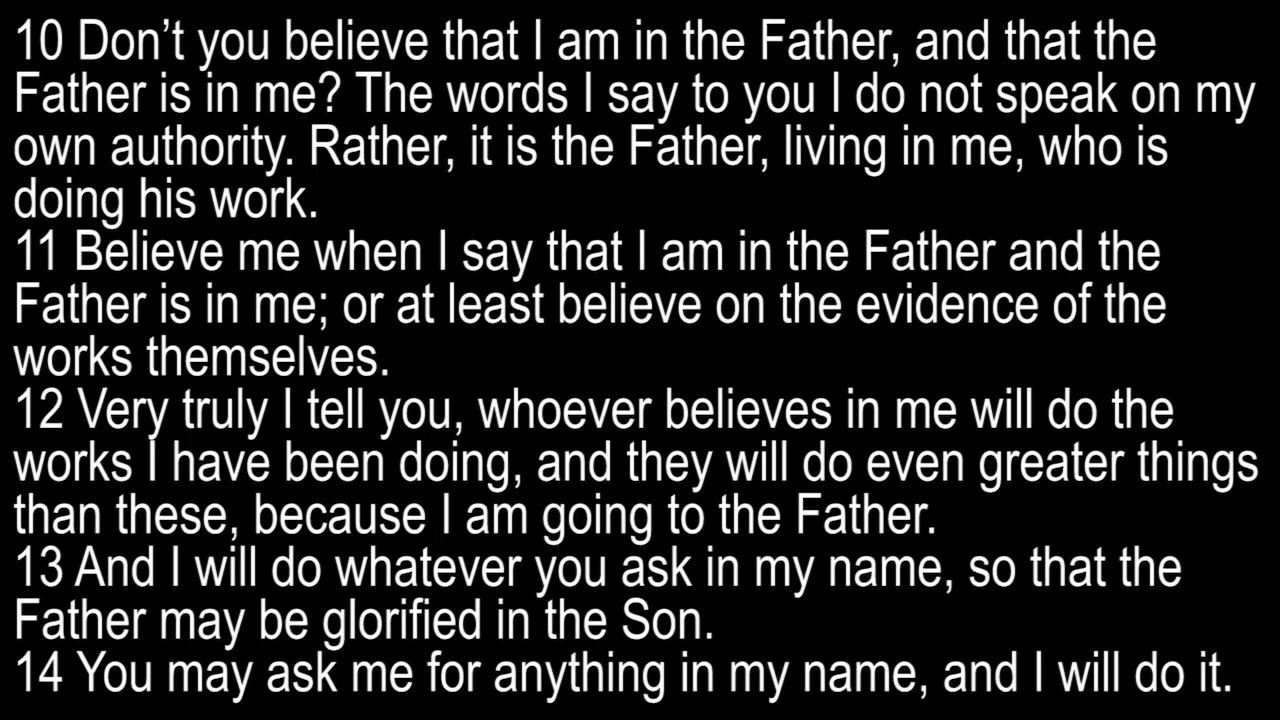 10 Don’t you believe that I am in the Father, and that the
Father is in me? The words I say to you I do not speak on my
own authority. Rather, it is the Father, living in me, who is
doing his work.
11 Believe me when I say that I am in the Father and the
Father is in me; or at least believe on the evidence of the
works themselves.
12 Very truly I tell you, whoever believes in me will do the
works I have been doing, and they will do even greater things
than these, because I am going to the Father.
13 And I will do whatever you ask in my name, so that the
Father may be glorified in the Son.
14 You may ask me for anything in my name, and I will do it.